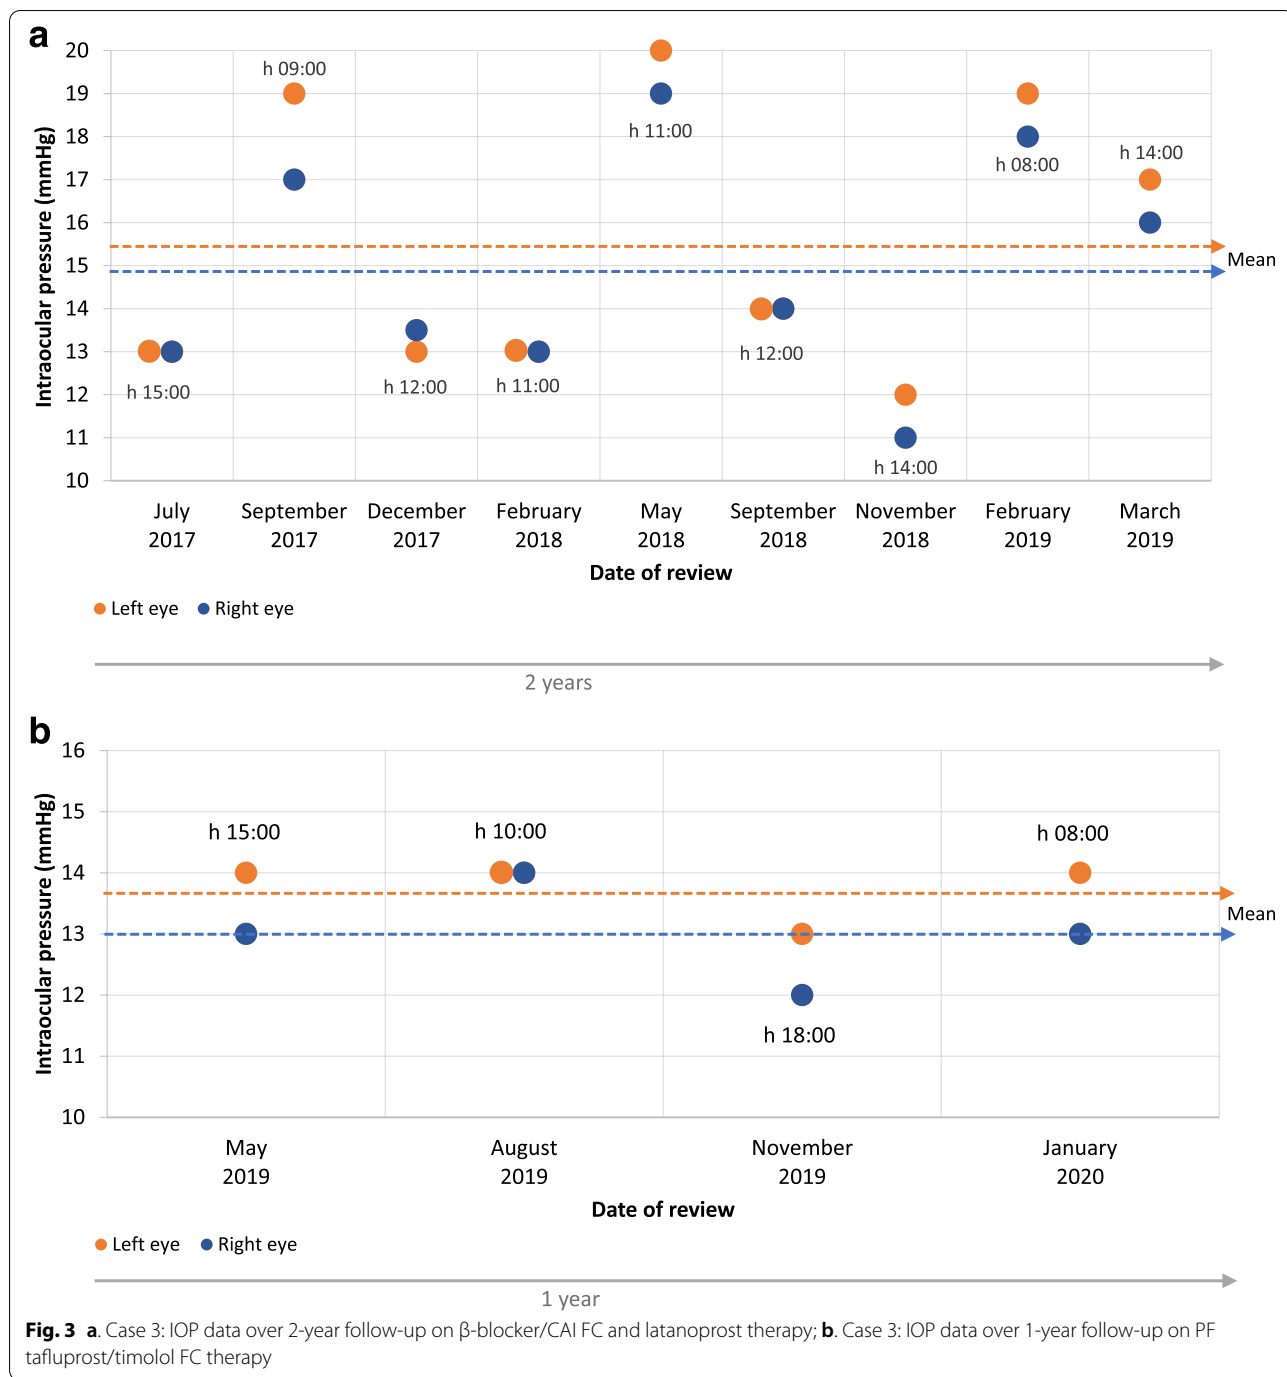 a
Intraocular pressure (mmHg)
20
19
18
17
16
15
14
13
12
11
10
h 09:00
h 11:00
h 14:00
h 08:00
Mean
h 12:00
h 15:00
h 12:00
h 11:00
h 14:00
July
2017
September
2017
December
2017
February
2018
May
2018
September
2018
November
2018
February
2019
March
2019
Date of review
Left eye
Right eye
2 years
b
Intraocular pressure (mmHg)
16
15
14
13
12
11
10
h 15:00
h 10:00
h 08:00
Mean
h 18:00
May
2019
August
2019
November
2019
January
2020
Date of review
Left eye
Right eye
1 year
Fig. 3 a. Case 3: IOP data over 2-year follow-up on β-blocker/CAI FC and latanoprost therapy; b. Case 3: IOP data over 1-year follow-up on PF
tafluprost/timolol FC therapy